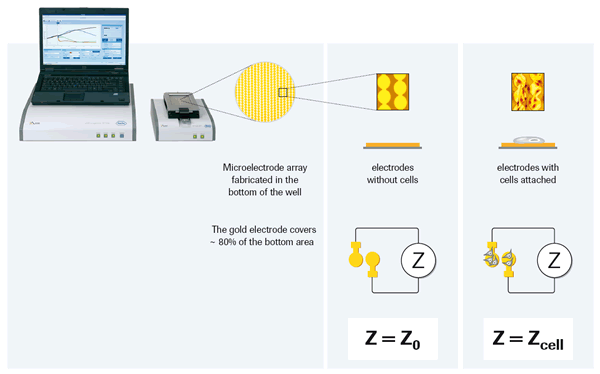 Microelectrode array
fabricated in the
bottom of the well
electrodes
without cells
electrodes with
cells attached
The gold electrode covers
~ 80% of the bottom area
Z
Z
Z = Z0
Z = Zcell